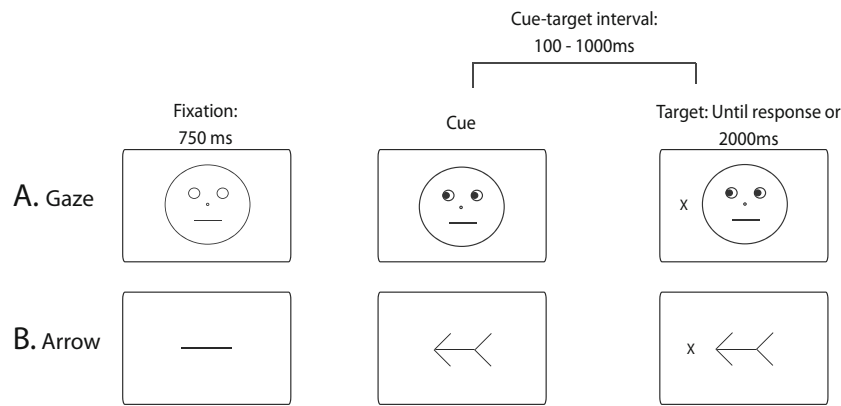 Cue-target interval:
100 - 1000ms
Fixation:
750 ms
Cue
Target: Until response or
2000ms
A. Gaze
X
B. Arrow
X